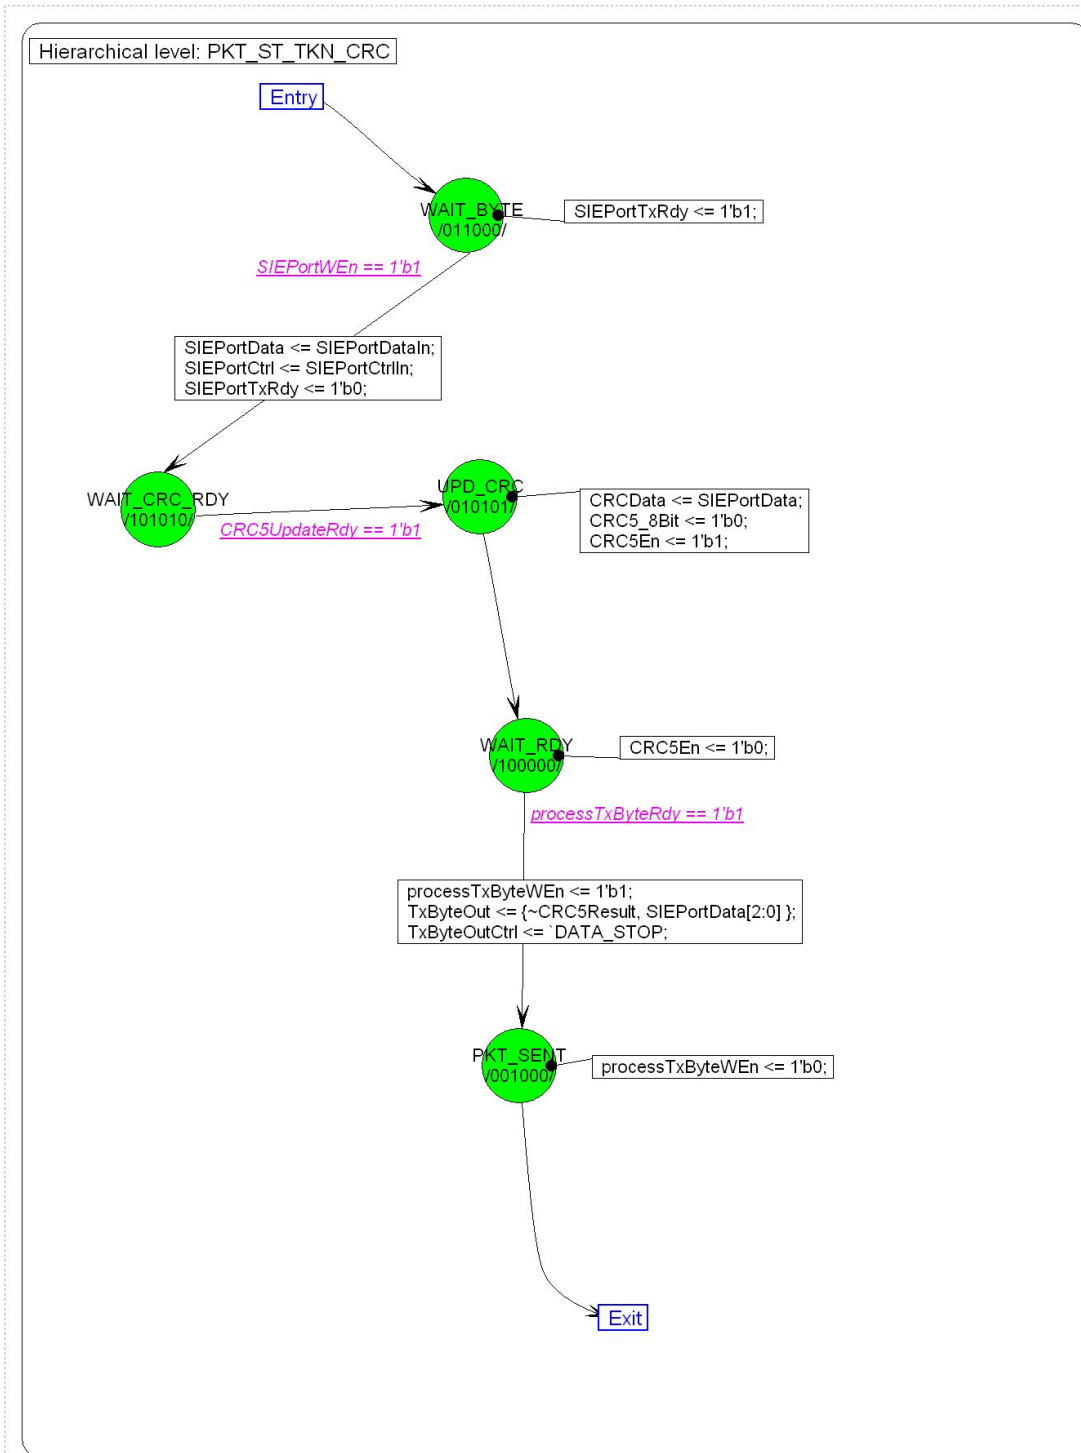 Hierarchical level: PKT_ST_TKN_CRC
Entry
WAIT_BYTE
/011000/
SIEPortTxRdy <= 1'b1;
SIEPortWEn == 1'b1
SIEPortData <= SIEPortDataIn;
SIEPortCtrl <= SIEPortCtrlIn;
SIEPortTxRdy <= 1'b0;
WAIT_CRC_RDY
/101010/
CRC5UpdateRdy == 1'b1
UPD_CRC
/010101/
CRCData <= SIEPortData;
CRC5_8Bit <= 1'b0;
CRC5En <= 1'b1;
WAIT_RDY
/100000/
CRC5En <= 1'b0;
processTxByteRdy == 1'b1
processTxByteWEn <= 1'b1;
TxByteOut <= {~CRC5Result, SIEPortData[2:0] };
TxByteOutCtrl <= `DATA_STOP;
PKT_SENT
/001000/
processTxByteWEn <= 1'b0;
Exit